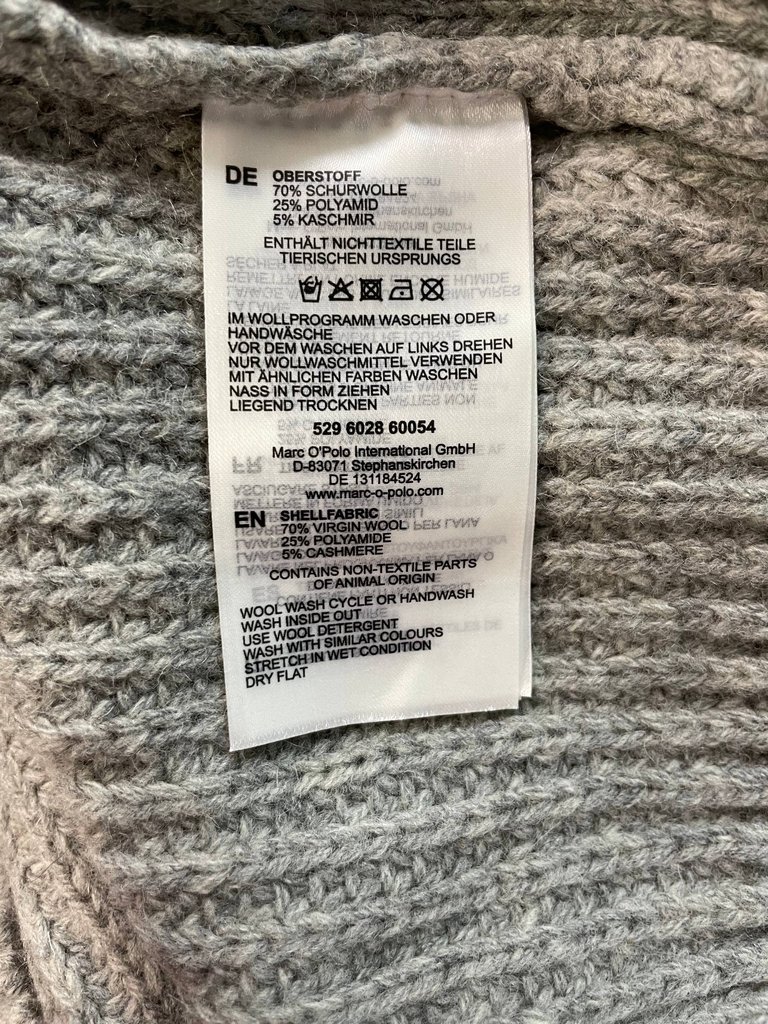 DE OBERSTOFF
70% SCHURWOLLE
25% POLYAMID
5% KASCHMIR
ENTHÄLT NICHTTEXTILE TEILE
TIERISCHEN URSPRUNGS
IM WOLLPROGRAMM WASCHEN ODER
HANDWÄSCHE
VOR DEM WASCHEN AUF LINKS DREHEN
NUR WOLLWASCHMITTEL VERWENDEN
MIT ÄHNLICHEN FARBEN WASCHEN
NASS IN FORM ZIEHEN
LIEGEND TROCKNEN
529 6028 60054
Marc O'Polo International GmbH
D-83071 Stephanskirchen
DE 131184524
www.marc-o-polo.com
EN SHELLFABRIC
70% VIRGIN WOOL
25% POLYAMIDE
5% CASHMERE
CONTAINS NON-TEXTILE PARTS
OF ANIMAL ORIGIN
WOOL WASH CYCLE OR HANDWASH
WASH INSIDE OUT
USE WOOL DETERGENT
WASH WITH SIMILAR COLOURS
STRETCH IN WET CONDITION
DRY FLAT